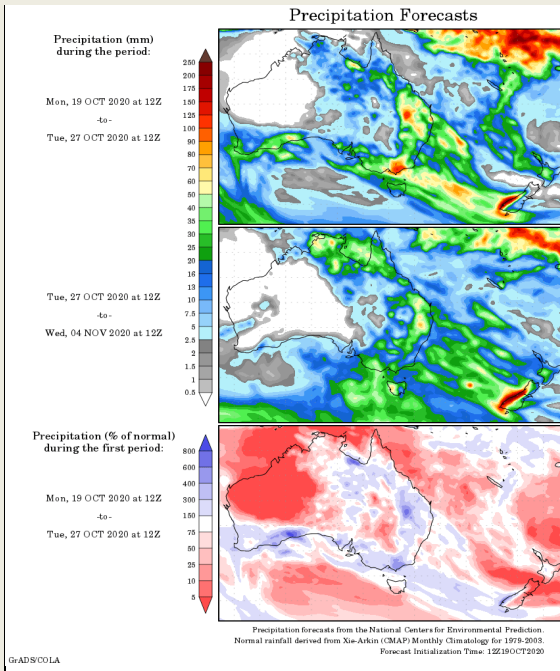 Precipitation Forecasts
Precipitation (mm)
during the period:
Mon, 19 OCT 2020 at 12Z
-to-
Tue, 27 OCT 2020 at 12Z
250
200
175
150
125
100
90
80
70
60
50
40
35
30
25
20
16
13
10
7.5
5
2.5
2
1.5
1
0.5
Tue, 27 OCT 2020 at 12Z
-to-
Wed, 04 NOV 2020 at 12Z
Precipitation (% of normal)
during the first period:
Mon, 19 OCT 2020 at 12Z
-to-
Tue, 27 OCT 2020 at 12Z
800
600
400
300
150
75
50
25
10
5
Precipitation forecasts from the National Centers for Environmental Prediction.
Normal rainfall derived from Xie-Arkin (CMAP) Monthly Climatology for 1979-2003.
Forecast Initialization Time: 12Z19OCT2020
GrADS/COLA